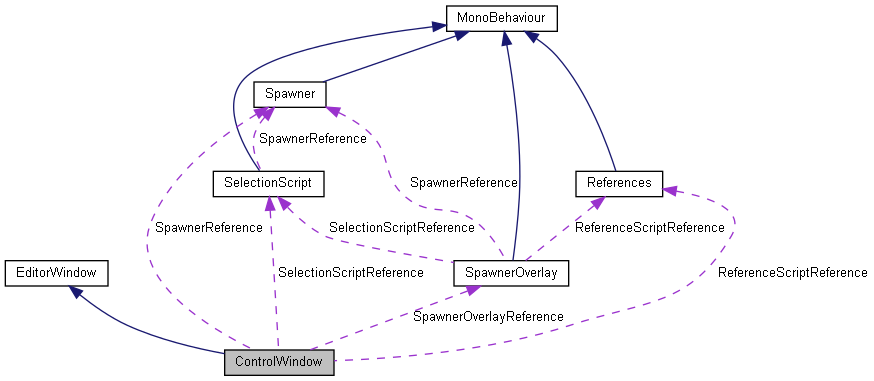 MonoBehaviour
Spawner
SpawnerReference
SelectionScript
SpawnerReference
References
SpawnerReference
SelectionScriptReference
ReferenceScriptReference
EditorWindow
SelectionScriptReference
SpawnerOverlay
ReferenceScriptReference
SpawnerOverlayReference
ControlWindow